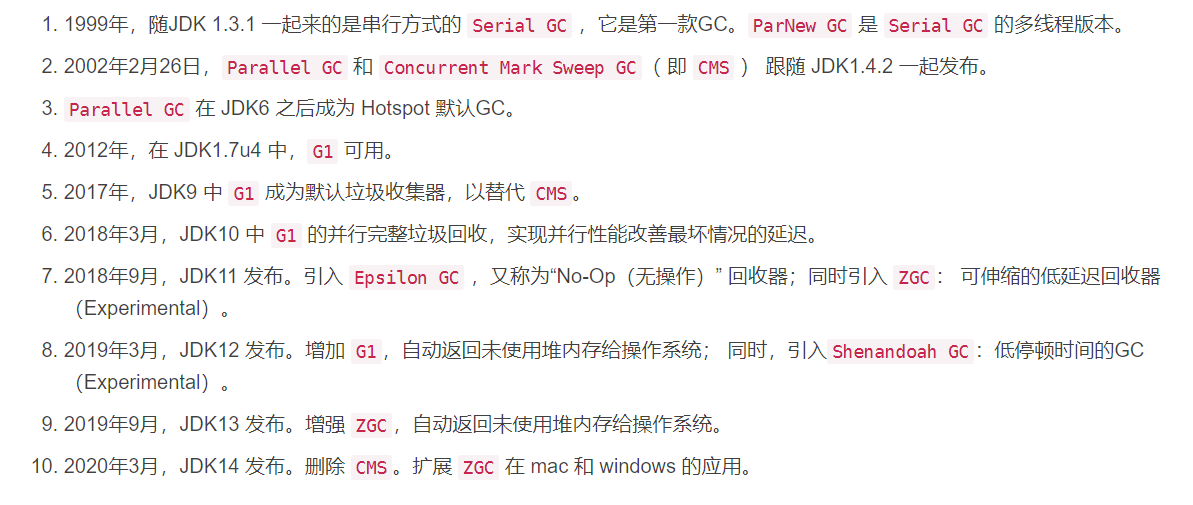 1. 1999年，随JDK 1.3.1 一起来的是串行方式的 Serial GC ，它是第一款GC。ParNew GC 是 Serial GC 的多线程版本。
2. 2002年2月26日，Parallel GC 和 Concurrent Mark Sweep GC（ 即 CMS ） 跟随 JDK1.4.2 一起发布。
3. Parallel GC 在 JDK6 之后成为 Hotspot 默认GC。
4. 2012年，在 JDK1.7u4 中，G1 可用。
5. 2017年，JDK9 中 G1 成为默认垃圾收集器，以替代 CMS。
6. 2018年3月，JDK10 中 G1 的并行完整垃圾回收，实现并行性能改善最坏情况的延迟。
7. 2018年9月，JDK11 发布。引入 Epsilon GC ，又称为“No-Op（无操作）” 回收器；同时引入 ZGC： 可伸缩的低延迟回收器
（Experimental）。
8. 2019年3月，JDK12 发布。增加 G1，自动返回未使用堆内存给操作系统； 同时，引入Shenandoah GC：低停顿时间的GC
（Experimental）。
9. 2019年9月，JDK13 发布。增强 ZGC，自动返回未使用堆内存给操作系统。
10. 2020年3月，JDK14 发布。删除 CMS。扩展 ZGC 在 mac 和 windows 的应用。